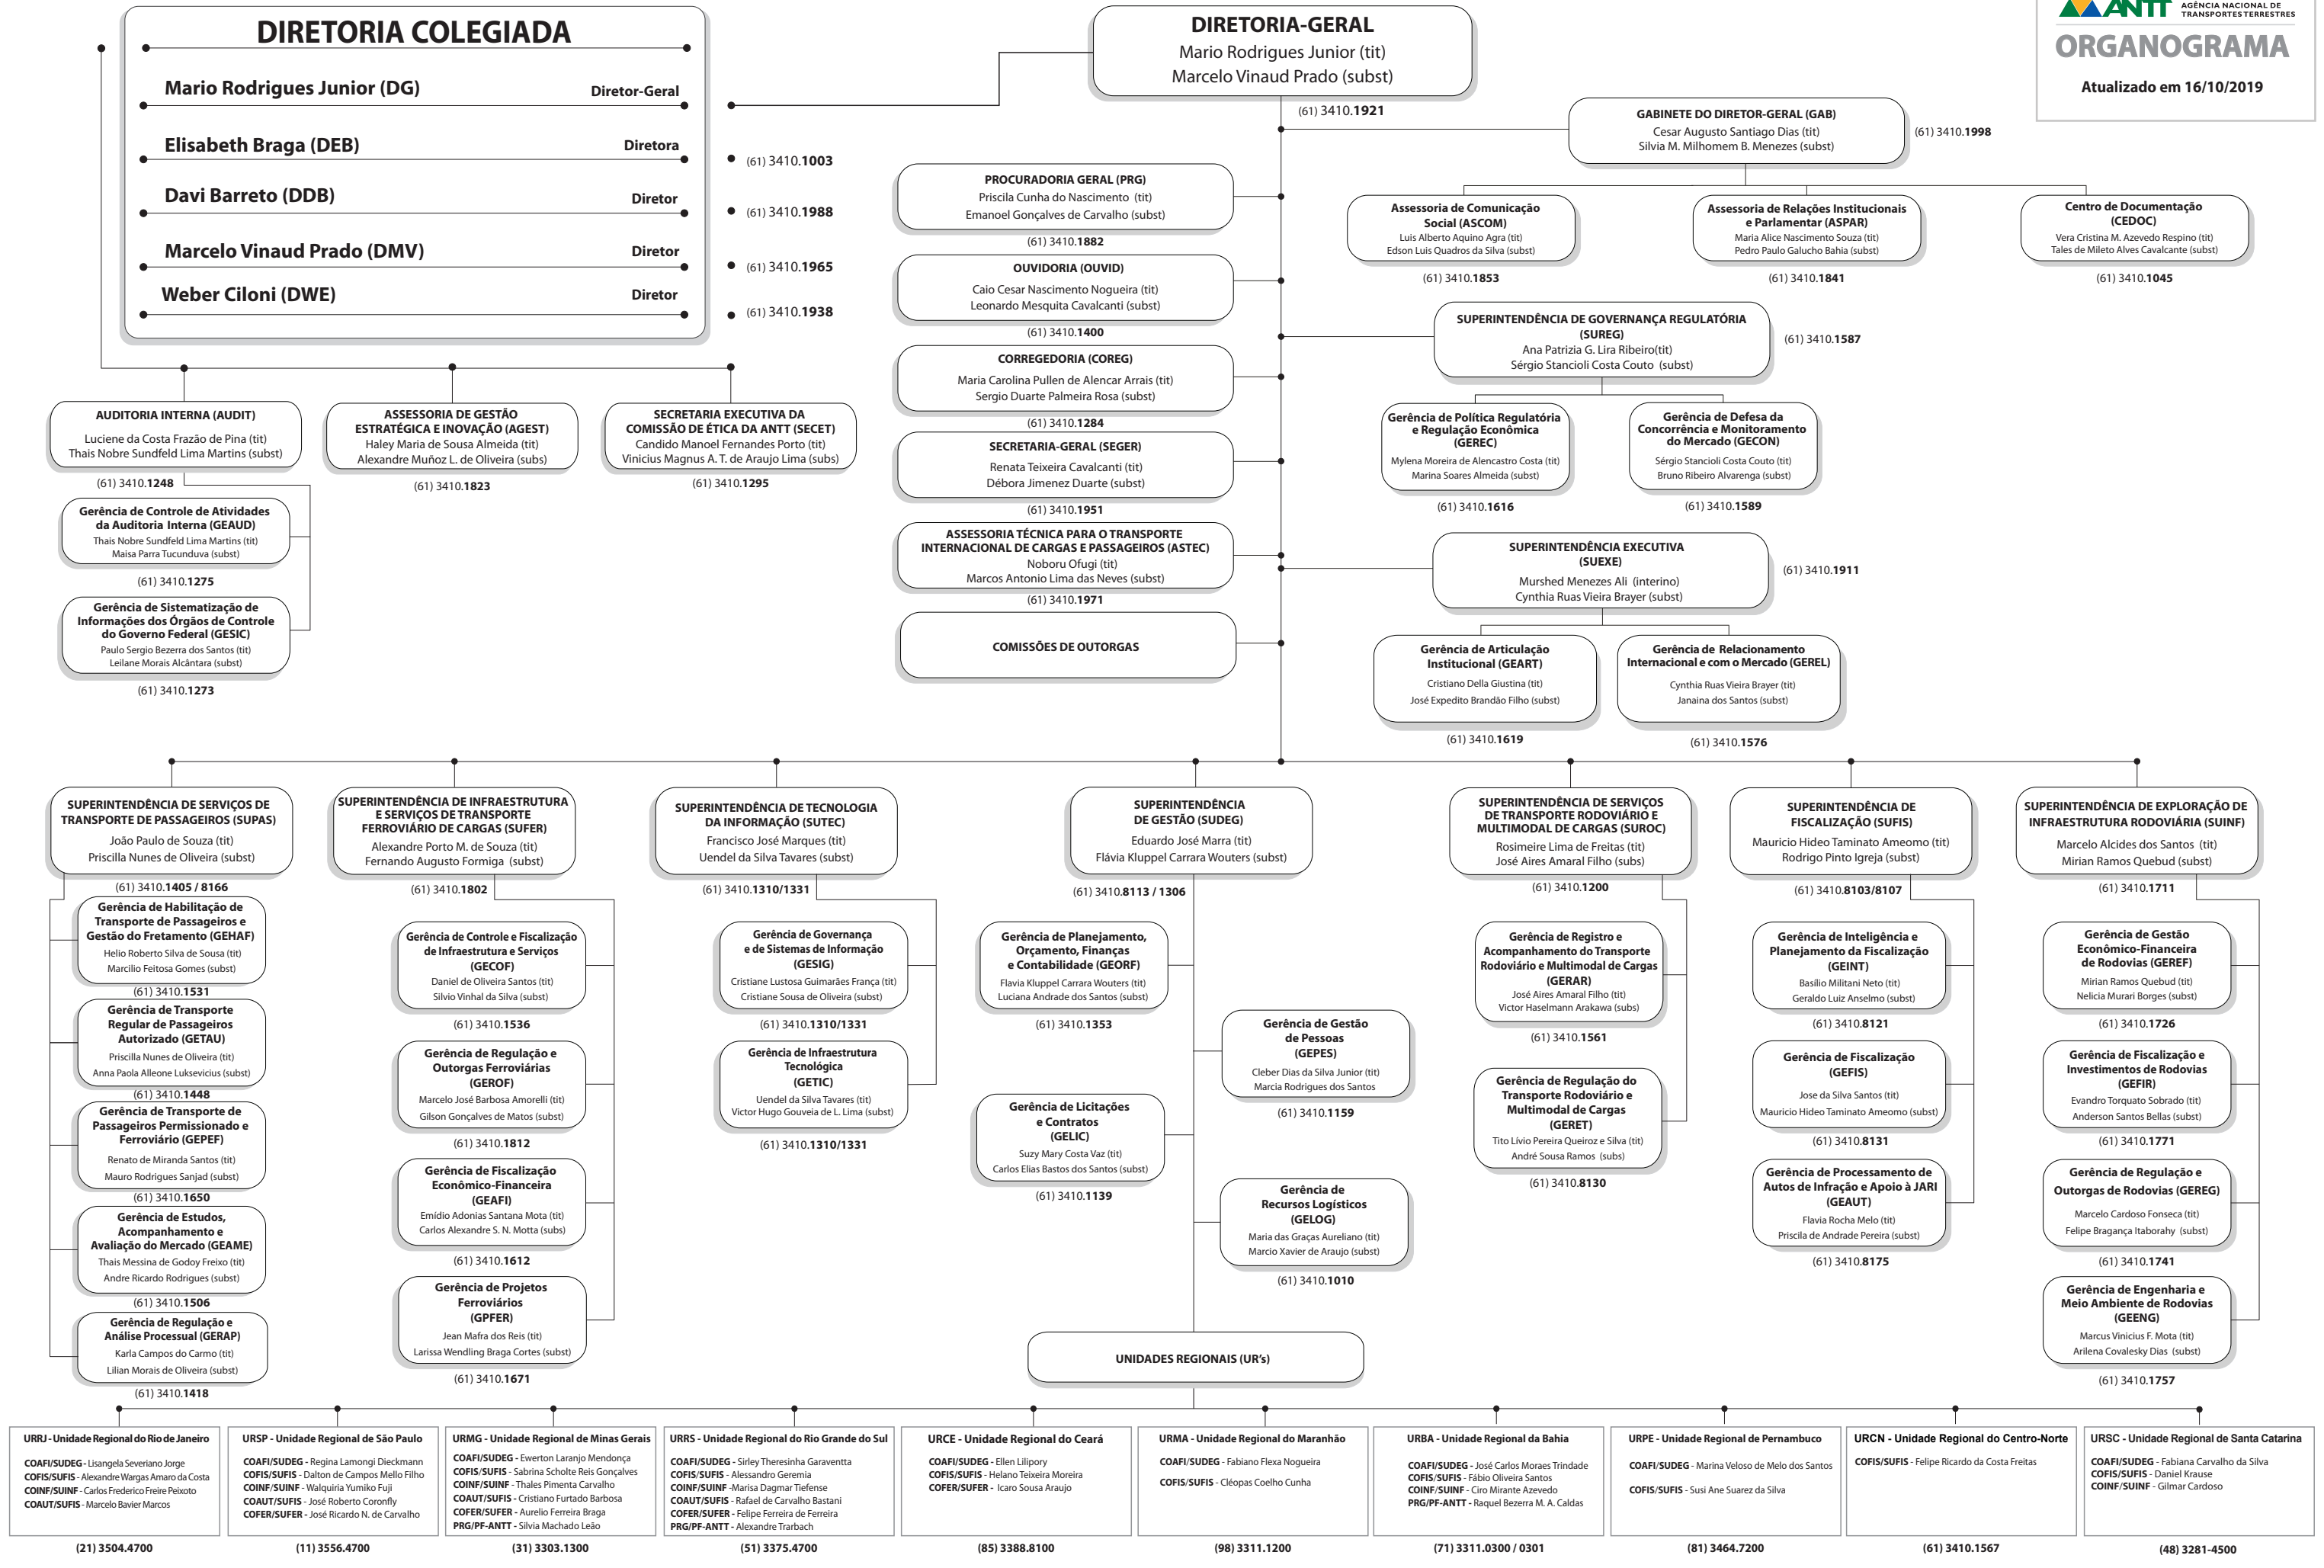 DIRETORIA COLEGIADA
Mario Rodrigues Junior (DG) Diretor-Geral
Elisabeth Braga (DEB) Diretora
(61) 3410.1003
Davi Barreto (DDB) Diretor
(61) 3410.1988
Marcelo Vinaud Prado (DMV) Diretor
(61) 3410.1965
Weber Ciloni (DWE) Diretor
(61) 3410.1938
DIRETORIA-GERAL
Mario Rodrigues Junior (tit)
Marcelo Vinaud Prado (subst)
(61) 3410.1921
ANTT
AGÊNCIA NACIONAL DE
TRANSPORTES TERRESTRES
ORGANOGRAMA
Atualizado em 16/10/2019
GABINETE DO DIRETOR-GERAL (GAB)
Cesar Augusto Santiago Dias (tit)
Silvia M. Milhomem B. Menezes (subst)
(61) 3410.1998
Assessoria de Comunicação
Social (ASCOM)
Luis Alberto Aquino Agra (tit)
Edson Luis Quadros da Silva (subst)
(61) 3410.1853
Assessoria de Relações Institucionais
e Parlamentar (ASPAR)
Maria Alice Nascimento Souza (tit)
Pedro Paulo Galucho Bahia (subst)
(61) 3410.1841
Centro de Documentação
(CEDOC)
Vera Cristina M. Azevedo Respino (tit)
Tales de Mileto Alves Cavalcante (subst)
(61) 3410.1045
PROCURADORIA GERAL (PRG)
Priscila Cunha do Nascimento (tit)
Emanoel Gonçalves de Carvalho (subst)
(61) 3410.1882
OUVIDORIA (OUVID)
Caio Cesar Nascimento Nogueira (tit)
Leonardo Mesquita Cavalcanti (subst)
(61) 3410.1400
CORREGEDORIA (COREG)
Maria Carolina Pullen de Alencar Arrais (tit)
Sergio Duarte Palmeira Rosa (subst)
(61) 3410.1284
SECRETARIA-GERAL (SEGER)
Renata Teixeira Cavalcanti (tit)
Débora Jimenez Duarte (subst)
(61) 3410.1951
ASSESSORIA TÉCNICA PARA O TRANSPORTE
INTERNACIONAL DE CARGAS E PASSAGEIROS (ASTEC)
Noboru Ofugi (tit)
Marcos Antonio Lima das Neves (subst)
(61) 3410.1971
COMISSÕES DE OUTORGAS
SUPERINTENDÊNCIA DE GOVERNANÇA REGULATÓRIA
(SUREG)
Ana Patrizia G. Lira Ribeiro(tit)
Sérgio Stancioli Costa Couto (subst)
(61) 3410.1587
Gerência de Política Regulatória
e Regulação Econômica
(GEREC)
Mylena Moreira de Alencastro Costa (tit)
Marina Soares Almeida (subst)
(61) 3410.1616
Gerência de Defesa da
Concorrência e Monitoramento
do Mercado (GECON)
Sérgio Stancioli Costa Couto (tit)
Bruno Ribeiro Alvarenga (subst)
(61) 3410.1589
SUPERINTENDÊNCIA EXECUTIVA
(SUEXE)
Murshed Menezes Ali (interino)
Cynthia Ruas Vieira Brayer (subst)
(61) 3410.1911
Gerência de Articulação
Institucional (GEART)
Cristiano Della Giustina (tit)
José Expedito Brandão Filho (subst)
(61) 3410.1619
Gerência de Relacionamento
Internacional e com o Mercado (GEREL)
Cynthia Ruas Vieira Brayer (tit)
Janaina dos Santos (subst)
(61) 3410.1576
AUDITORIA INTERNA (AUDIT)
Luciene da Costa Frazão de Pina (tit)
Thais Nobre Sundfeld Lima Martins (subst)
(61) 3410.1248
Gerência de Controle de Atividades
da Auditoria Interna (GEAUD)
Thais Nobre Sundfeld Lima Martins (tit)
Maisa Parra Tucunduva (subst)
(61) 3410.1275
Gerência de Sistematização de
Informações dos Órgãos de Controle
do Governo Federal (GESIC)
Paulo Sergio Bezerra dos Santos (tit)
Leilane Morais Alcântara (subst)
(61) 3410.1273
ASSESSORIA DE GESTÃO
ESTRATÉGICA E INOVAÇÃO (AGEST)
Haley Maria de Sousa Almeida (tit)
Alexandre Muñoz L. de Oliveira (subs)
(61) 3410.1823
SECRETARIA EXECUTIVA DA
COMISSÃO DE ÉTICA DA ANTT (SECET)
Candido Manoel Fernandes Porto (tit)
Vinicius Magnus A. T. de Araujo Lima (subs)
(61) 3410.1295
SUPERINTENDÊNCIA DE SERVIÇOS DE
TRANSPORTE DE PASSAGEIROS (SUPAS)
João Paulo de Souza (tit)
Priscilla Nunes de Oliveira (subst)
(61) 3410.1405 / 8166
Gerência de Habilitação de
Transporte de Passageiros e
Gestão do Fretamento (GEHAF)
Helio Roberto Silva de Sousa (tit)
Marcilio Feitosa Gomes (subst)
(61) 3410.1531
Gerência de Transporte
Regular de Passageiros
Autorizado (GETAU)
Priscilla Nunes de Oliveira (tit)
Anna Paola Alleone Luksevicius (subst)
(61) 3410.1448
Gerência de Transporte de
Passageiros Permissionado e
Ferroviário (GEPEF)
Renato de Miranda Santos (tit)
Mauro Rodrigues Sanjad (subst)
(61) 3410.1650
Gerência de Estudos,
Acompanhamento e
Avaliação do Mercado (GEAME)
Thais Messina de Godoy Freixo (tit)
Andre Ricardo Rodrigues (subst)
(61) 3410.1506
Gerência de Regulação e
Análise Processual (GERAP)
Karla Campos do Carmo (tit)
Lilian Morais de Oliveira (subst)
(61) 3410.1418
SUPERINTENDÊNCIA DE INFRAESTRUTURA
E SERVIÇOS DE TRANSPORTE
FERROVIÁRIO DE CARGAS (SUFER)
Alexandre Porto M. de Souza (tit)
Fernando Augusto Formiga (subst)
(61) 3410.1802
Gerência de Controle e Fiscalização
de Infraestrutura e Serviços
(GECOF)
Daniel de Oliveira Santos (tit)
Silvio Vinhal da Silva (subst)
(61) 3410.1536
Gerência de Regulação e
Outorgas Ferroviárias
(GEROF)
Marcelo José Barbosa Amorelli (tit)
Gilson Gonçalves de Matos (subst)
(61) 3410.1812
Gerência de Fiscalização
Econômico-Financeira
(GEAFI)
Emídio Adonias Santana Mota (tit)
Carlos Alexandre S. N. Motta (subs)
(61) 3410.1612
Gerência de Projetos
Ferroviários
(GPFER)
Jean Mafra dos Reis (tit)
Larissa Wendling Braga Cortes (subst)
(61) 3410.1671
SUPERINTENDÊNCIA DE TECNOLOGIA
DA INFORMAÇÃO (SUTEC)
Francisco José Marques (tit)
Uendel da Silva Tavares (subst)
(61) 3410.1310/1331
Gerência de Governança
e de Sistemas de Informação
(GESIG)
Cristiane Lustosa Guimarães França (tit)
Cristiane Sousa de Oliveira (subst)
(61) 3410.1310/1331
Gerência de Infraestrutura
Tecnológica
(GETIC)
Uendel da Silva Tavares (tit)
Victor Hugo Gouveia de L. Lima (subst)
(61) 3410.1310/1331
SUPERINTENDÊNCIA
DE GESTÃO (SUDEG)
Eduardo José Marra (tit)
Flávia Kluppel Carrara Wouters (subst)
(61) 3410.8113 / 1306
Gerência de Planejamento,
Orçamento, Finanças
e Contabilidade (GEORF)
Flavia Kluppel Carrara Wouters (tit)
Luciana Andrade dos Santos (subst)
(61) 3410.1353
Gerência de Gestão
de Pessoas
(GEPES)
Cleber Dias da Silva Junior (tit)
Marcia Rodrigues dos Santos
(61) 3410.1159
Gerência de Licitações
e Contratos
(GELIC)
Suzy Mary Costa Vaz (tit)
Carlos Elias Bastos dos Santos (subst)
(61) 3410.1139
Gerência de
Recursos Logísticos
(GELOG)
Maria das Graças Aureliano (tit)
Marcio Xavier de Araujo (subst)
(61) 3410.1010
SUPERINTENDÊNCIA DE SERVIÇOS
DE TRANSPORTE RODOVIÁRIO E
MULTIMODAL DE CARGAS (SUROC)
Rosimeire Lima de Freitas (tit)
José Aires Amaral Filho (subs)
(61) 3410.1200
Gerência de Registro e
Acompanhamento do Transporte
Rodoviário e Multimodal de Cargas
(GERAR)
José Aires Amaral Filho (tit)
Victor Haselmann Arakawa (subs)
(61) 3410.1561
Gerência de Regulação do
Transporte Rodoviário e
Multimodal de Cargas
(GERET)
Tito Lívio Pereira Queiroz e Silva (tit)
André Sousa Ramos (subs)
(61) 3410.8130
SUPERINTENDÊNCIA DE
FISCALIZAÇÃO (SUFIS)
Mauricio Hideo Taminato Ameomo (tit)
Rodrigo Pinto Igreja (subst)
(61) 3410.8103/8107
Gerência de Inteligência e
Planejamento da Fiscalização
(GEINT)
Basílio Militani Neto (tit)
Geraldo Luiz Anselmo (subst)
(61) 3410.8121
Gerência de Fiscalização
(GEFIS)
Jose da Silva Santos (tit)
Mauricio Hideo Taminato Ameomo (subst)
(61) 3410.8131
Gerência de Processamento de
Autos de Infração e Apoio à JARI
(GEAUT)
Flavia Rocha Melo (tit)
Priscila de Andrade Pereira (subst)
(61) 3410.8175
SUPERINTENDÊNCIA DE EXPLORAÇÃO DE
INFRAESTRUTURA RODOVIÁRIA (SUINF)
Marcelo Alcides dos Santos (tit)
Mirian Ramos Quebud (subst)
(61) 3410.1711
Gerência de Gestão
Econômico-Financeira
de Rodovias (GEREF)
Mirian Ramos Quebud (tit)
Nelicia Murari Borges (subst)
(61) 3410.1726
Gerência de Fiscalização e
Investimentos de Rodovias
(GEFIR)
Evandro Torquato Sobrado (tit)
Anderson Santos Bellas (subst)
(61) 3410.1771
Gerência de Regulação e
Outorgas de Rodovias (GEREG)
Marcelo Cardoso Fonseca (tit)
Felipe Bragança Itaborahy (subst)
(61) 3410.1741
Gerência de Engenharia e
Meio Ambiente de Rodovias
(GEENG)
Marcus Vinicius F. Mota (tit)
Arilena Covalesky Dias (subst)
(61) 3410.1757
UNIDADES REGIONAIS (UR's)
URRJ - Unidade Regional do Rio de Janeiro
COAFI/SUDEG - Lisangela Severiano Jorge
COFIS/SUFIS - Alexandre Wargas Amaro da Costa
COINF/SUINF - Carlos Frederico Freire Peixoto
COAUT/SUFIS - Marcelo Bavier Marcos
(21) 3504.4700
URSP - Unidade Regional de São Paulo
COAFI/SUDEG - Regina Lamongi Dieckmann
COFIS/SUFIS - Dalton de Campos Mello Filho
COINF/SUINF - Walquiria Yumiko Fuji
COAUT/SUFIS - José Roberto Coronfly
COFER/SUFER - José Ricardo N. de Carvalho
(11) 3556.4700
URMG - Unidade Regional de Minas Gerais
COAFI/SUDEG - Ewerton Laranjo Mendonça
COFIS/SUFIS - Sabrina Scholte Reis Gonçalves
COINF/SUINF - Thales Pimenta Carvalho
COAUT/SUFIS - Cristiano Furtado Barbosa
COFER/SUFER - Aurelio Ferreira Braga
PRG/PF-ANTT - Silvia Machado Leão
(31) 3303.1300
URRS - Unidade Regional do Rio Grande do Sul
COAFI/SUDEG - Sirley Theresinha Garaventta
COFIS/SUFIS - Alessandro Geremia
COINF/SUINF -Marisa Dagmar Tiefense
COAUT/SUFIS - Rafael de Carvalho Bastani
COFER/SUFER - Felipe Ferreira de Ferreira
PRG/PF-ANTT - Alexandre Trarbach
(51) 3375.4700
URCE - Unidade Regional do Ceará
COAFI/SUDEG - Ellen Lilipory
COFIS/SUFIS - Helano Teixeira Moreira
COFER/SUFER - Icaro Sousa Araujo
(85) 3388.8100
URMA - Unidade Regional do Maranhão
COAFI/SUDEG - Fabiano Flexa Nogueira
COFIS/SUFIS - Cléopas Coelho Cunha
(98) 3311.1200
URBA - Unidade Regional da Bahia
COAFI/SUDEG - José Carlos Moraes Trindade
COFIS/SUFIS - Fábio Oliveira Santos
COINF/SUINF - Ciro Mirante Azevedo
PRG/PF-ANTT - Raquel Bezerra M. A. Caldas
(71) 3311.0300 / 0301
URPE - Unidade Regional de Pernambuco
COAFI/SUDEG - Marina Veloso de Melo dos Santos
COFIS/SUFIS - Susi Ane Suarez da Silva
(81) 3464.7200
URCN - Unidade Regional do Centro-Norte
COFIS/SUFIS - Felipe Ricardo da Costa Freitas
(61) 3410.1567
URSC - Unidade Regional de Santa Catarina
COAFI/SUDEG - Fabiana Carvalho da Silva
COFIS/SUFIS - Daniel Krause
COINF/SUINF - Gilmar Cardoso
(48) 3281-4500